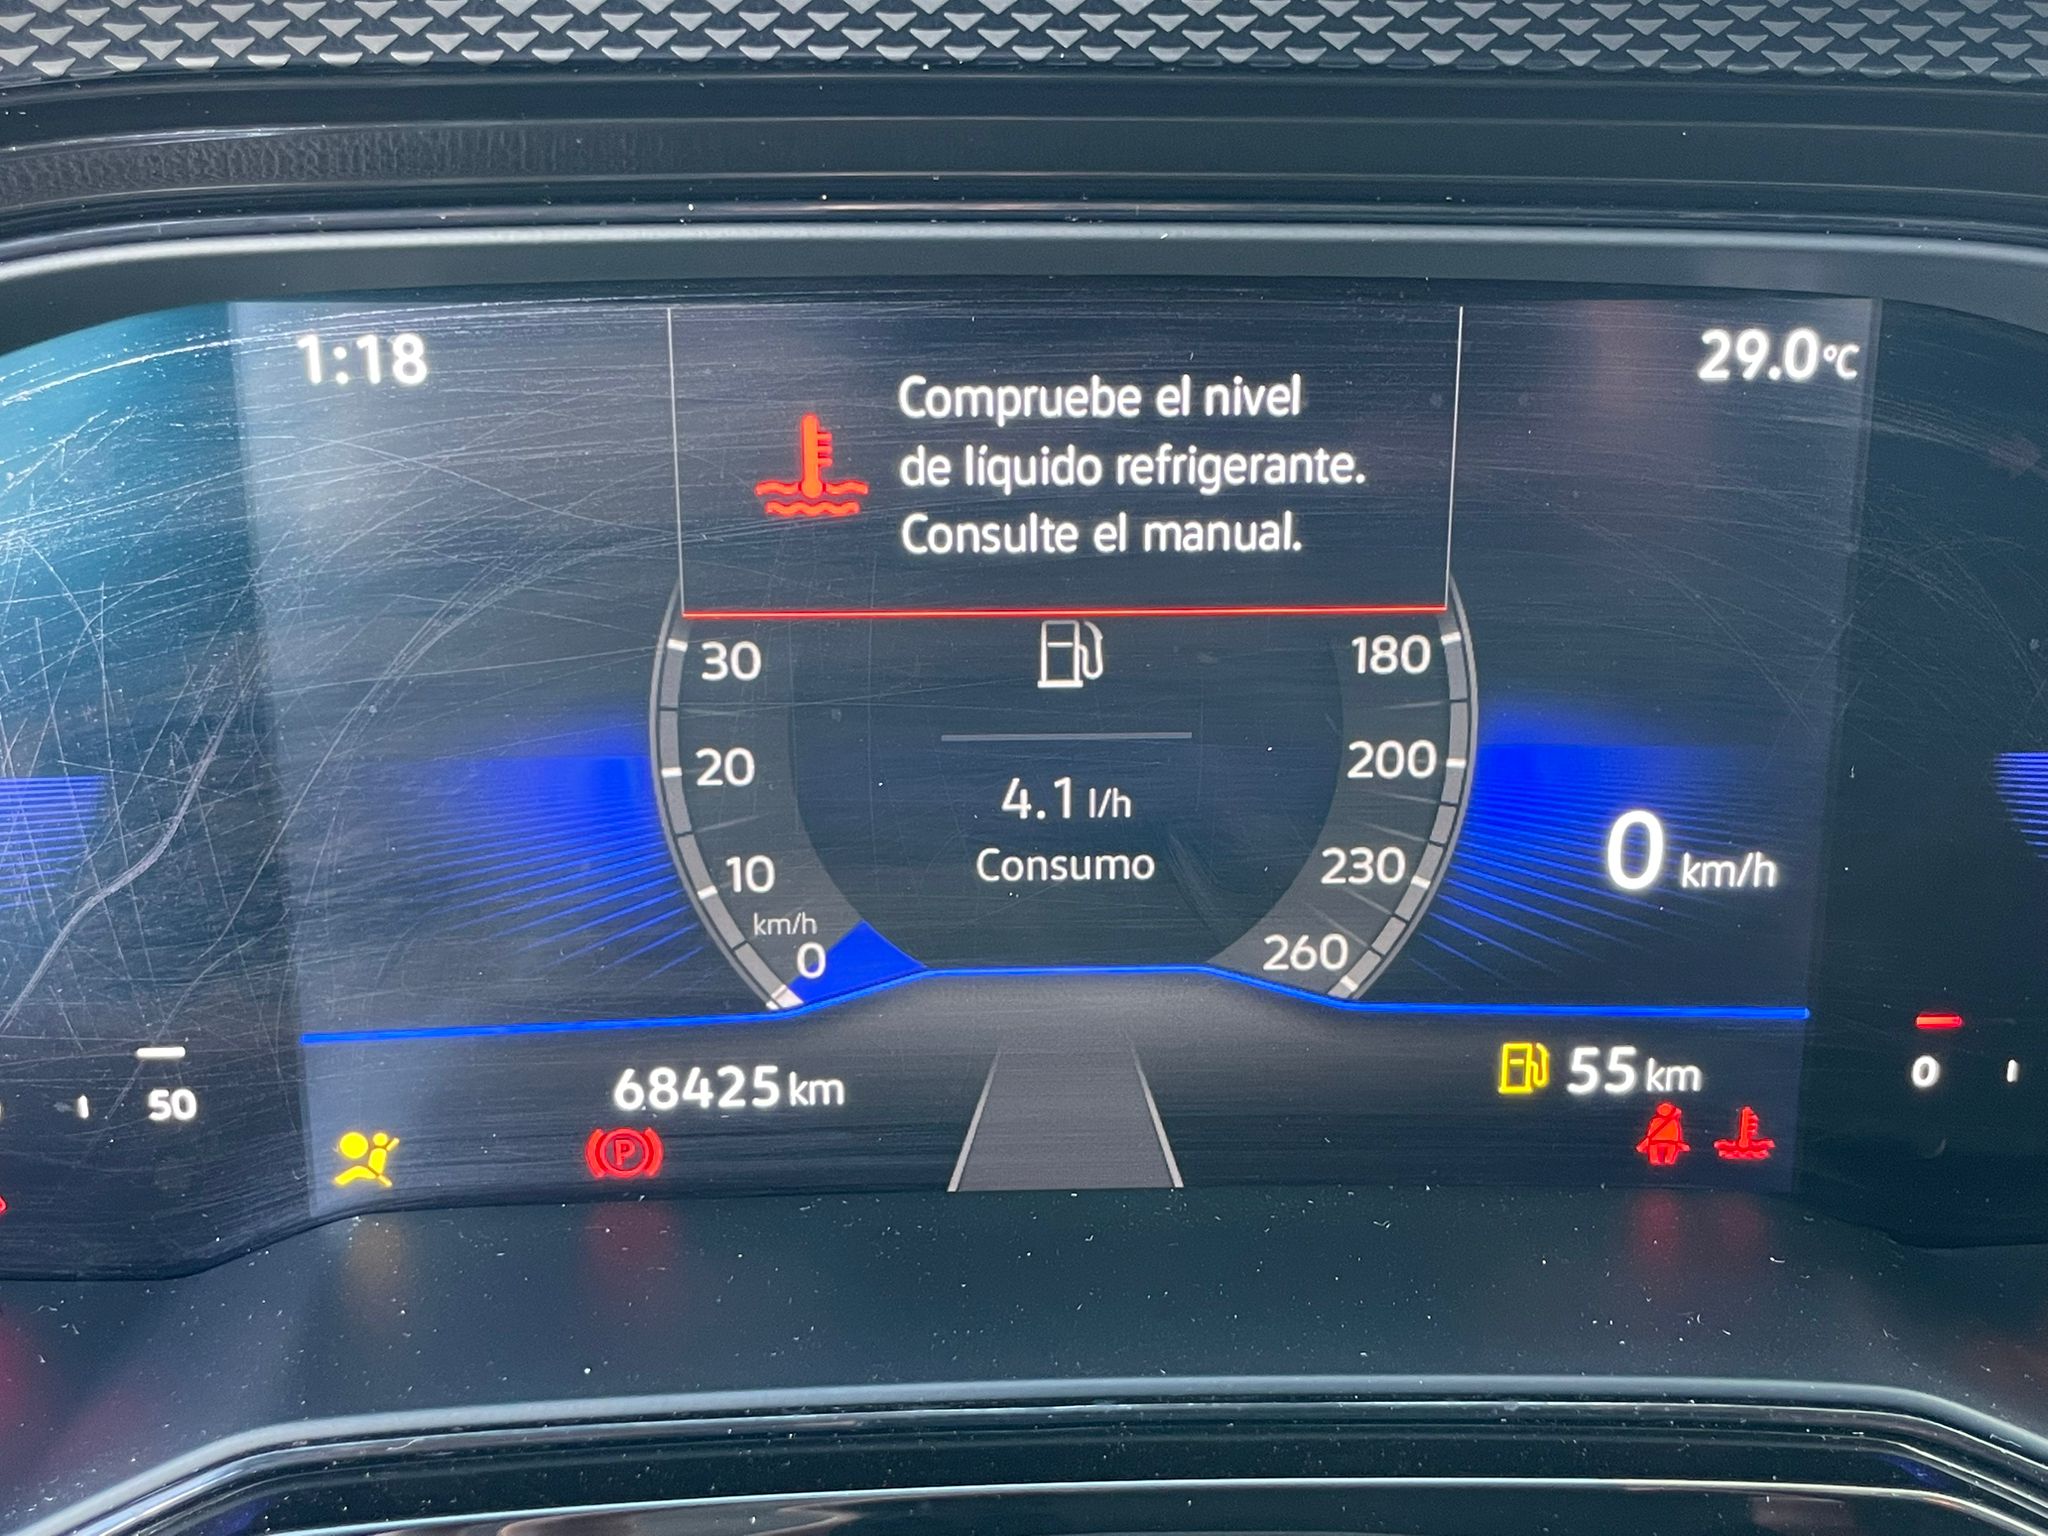 1:18
29.0°C
Compruebe el nivel
de líquido refrigerante.
Consulte el manual.
30
180
20
200
4.1 l/h
Consumo
10
230
0 km/h
km/h
0
260
68425 km
55 km
50
0
P